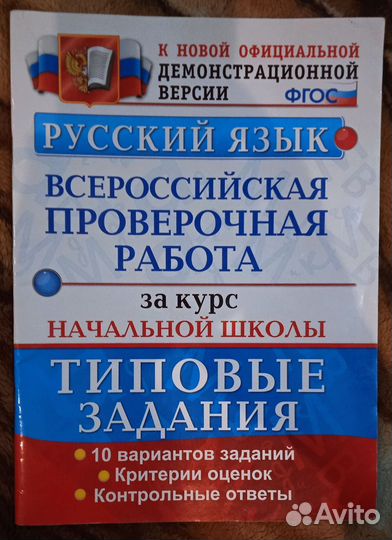 К НОВОЙ ОФИЦИАЛЬНОЙ
ДЕМОНСТРАЦИОННОЙ
ВЕРСИИ
ФГОС
РУССКИЙ ЯЗЫК
ВСЕРОССИЙСКАЯ
ПРОВЕРОЧНАЯ
РАБОТА
за курс
НАЧАЛЬНОЙ ШКОЛЫ
ТИПОВЫЕ
ЗАДАНИЯ
10 вариантов заданий
Критерии оценок
Контрольные ответы
Avito